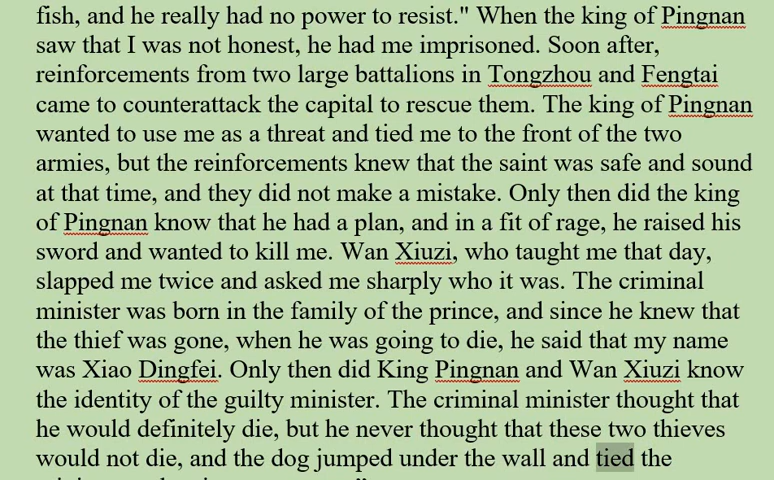 fish, and he really had no power to resist." When the king of Pingnan
saw that I was not honest, he had me imprisoned. Soon after,
reinforcements from two large battalions in Tongzhou and Fengtai
came to counterattack the capital to rescue them. The king of Pingnan
wanted to use me as a threat and tied me to the front of the two
armies, but the reinforcements knew that the saint was safe and sound
at that time, and they did not make a mistake. Only then did the king
of Pingnan know that he had a plan, and in a fit of rage, he raised his
sword and wanted to kill me. Wan Xiuzi, who taught me that day,
slapped me twice and asked me sharply who it was. The criminal
minister was born in the family of the prince, and since he knew that
the thief was gone, when he was going to die, he said that my name
was Xiao Dingfei. Only then did King Pingnan and Wan Xiuzi know
the identity of the guilty minister. The criminal minister thought that
he would definitely die, but he never thought that these two thieves
would not die, and the dog jumped under the wall and tied the